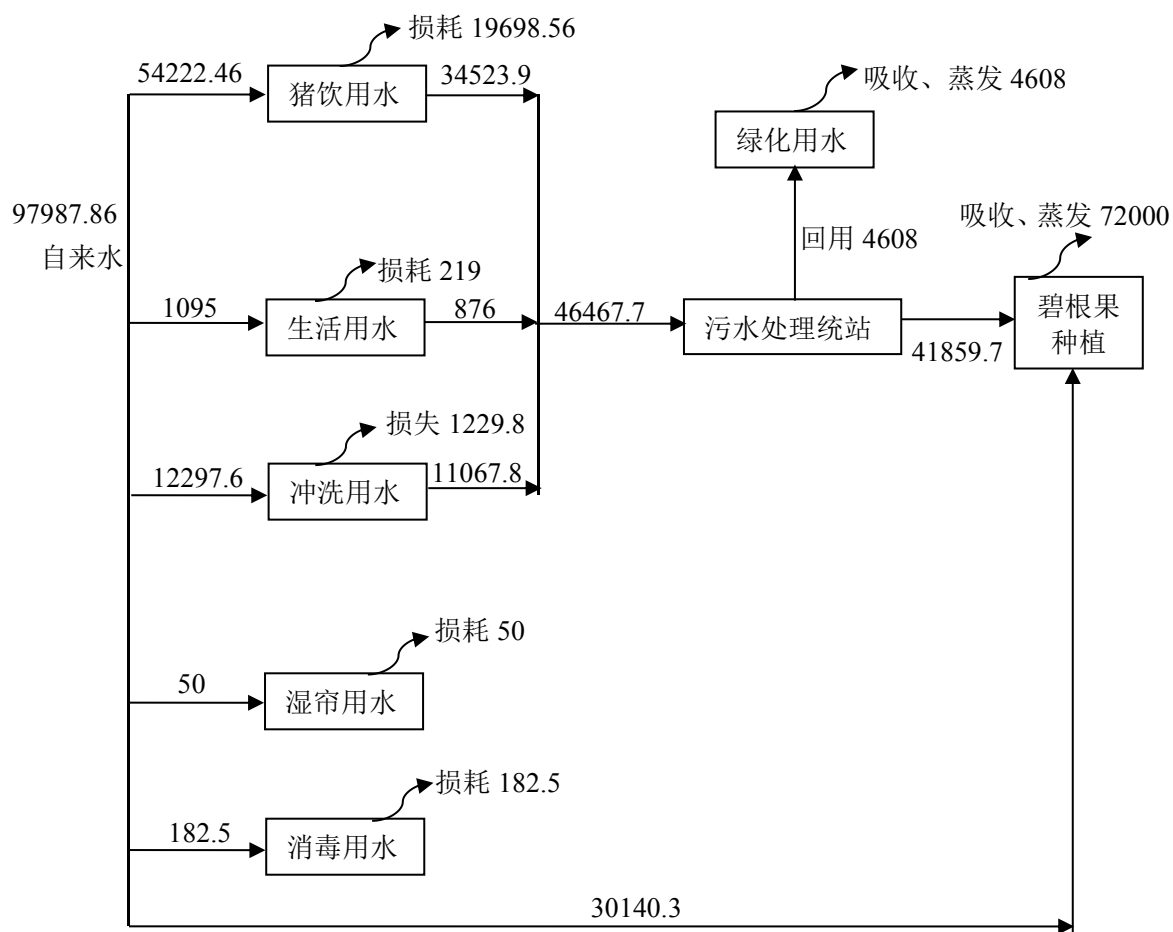 损耗 19698.56
54222.46
猪饮用水
34523.9
吸收、蒸发 4608
绿化用水
97987.86
自来水
吸收、蒸发 72000
回用 4608
损耗 219
1095
生活用水
876
46467.7
污水处理统站
41859.7
碧根果
种植
损失 1229.8
12297.6
冲洗用水
11067.8
损耗 50
50
湿帘用水
损耗 182.5
182.5
消毒用水
30140.3